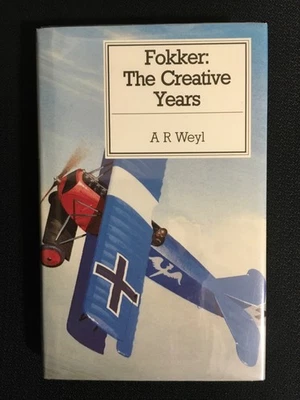 Fokker:
The Creative
Years
A R Weyl